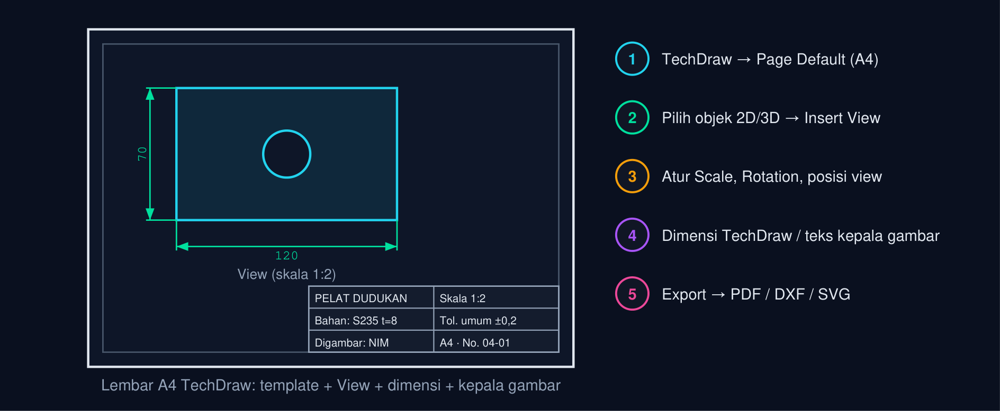 70
120
View (skala 1:2)
PELAT DUDUKAN
Skala 1:2
Bahan: S235 t=8
Tol. umum ±0,2
Digambar: NIM
A4 · No. 04-01
Lembar A4 TechDraw: template + View + dimensi + kepala gambar
1 TechDraw → Page Default (A4)
2 Pilih objek 2D/3D → Insert View
3 Atur Scale, Rotation, posisi view
4 Dimensi TechDraw / teks kepala gambar
5 Export → PDF / DXF / SVG